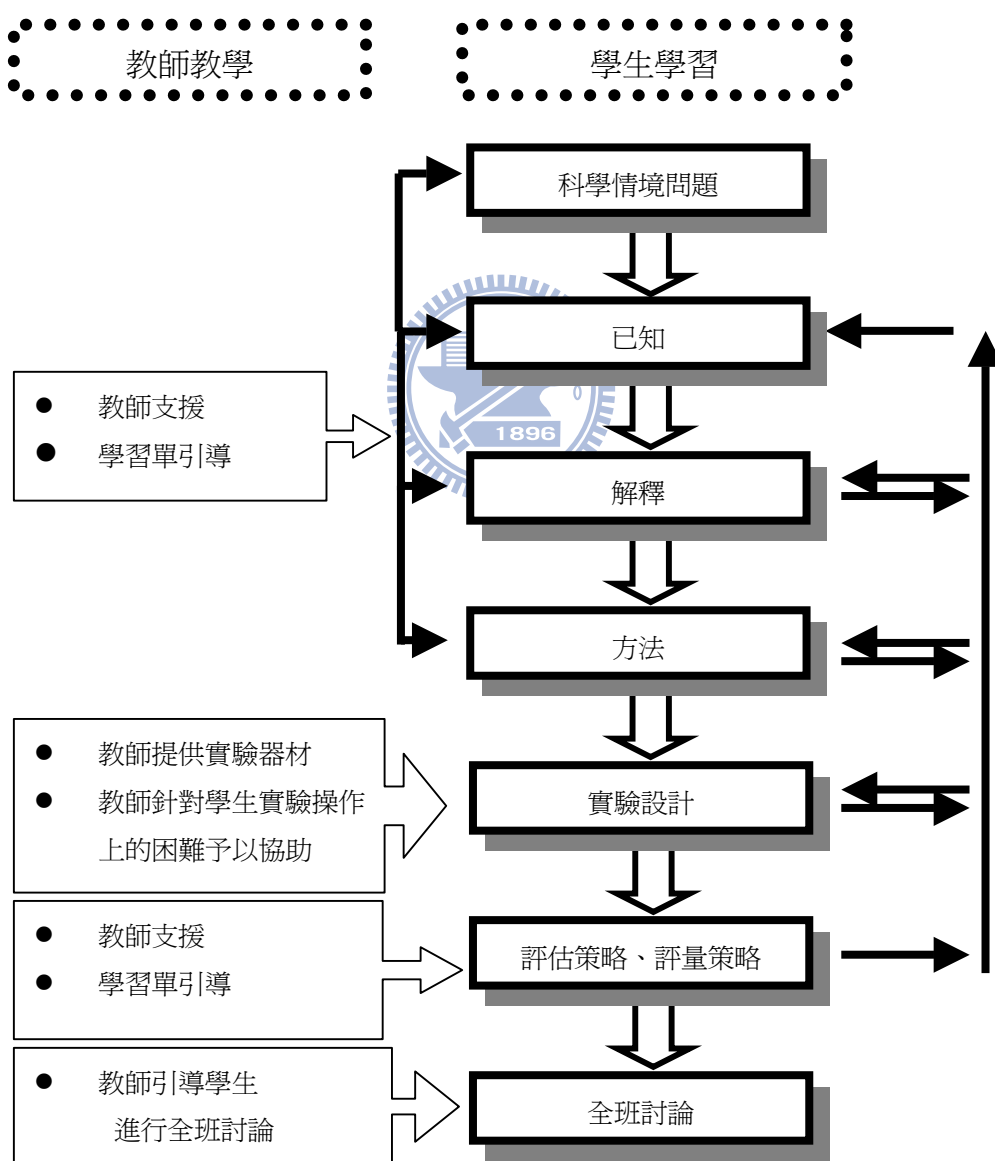 教師教學
學生學習
科學情境問題
已知
● 教師支援
● 學習單引導
1896
解釋
方法
● 教師提供實驗器材
● 教師針對學生實驗操作
上的困難予以協助
實驗設計
● 教師支援
● 學習單引導
評估策略、評量策略
● 教師引導學生
進行全班討論
全班討論